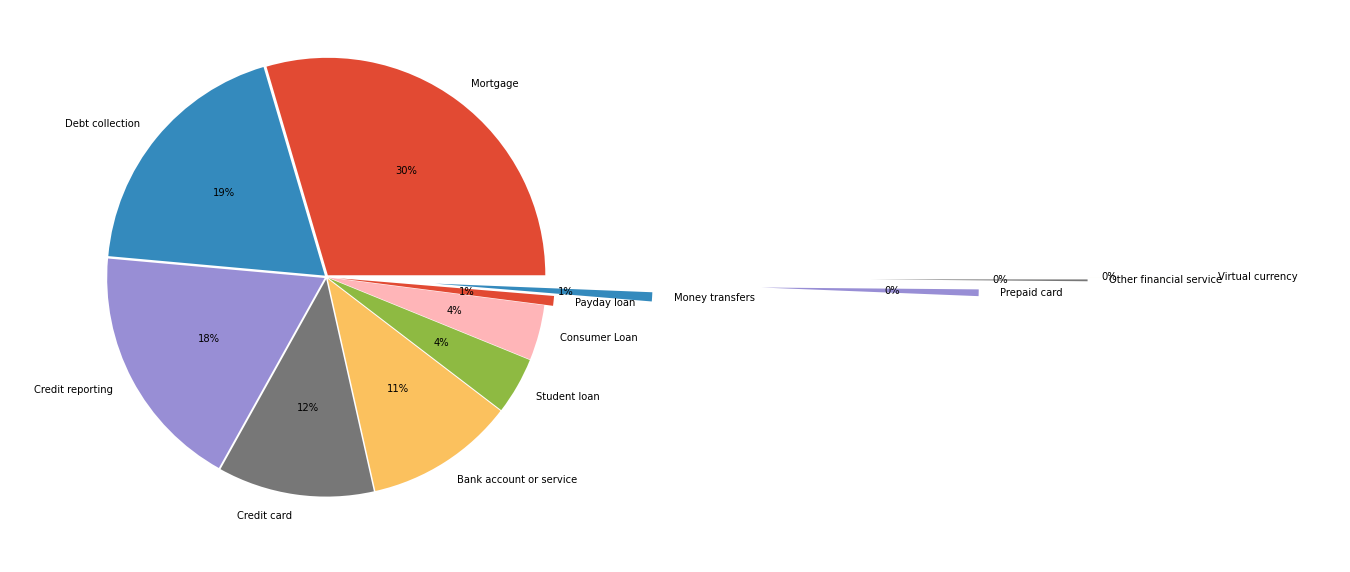 Mortgage
30%
Debt collection
19%
Credit reporting
18%
Credit card
12%
Bank account or service
11%
Student loan
4%
Consumer Loan
4%
Payday loan
1%
Money transfers
1%
Prepaid card
0%
Other financial service
0%
Virtual currency
0%